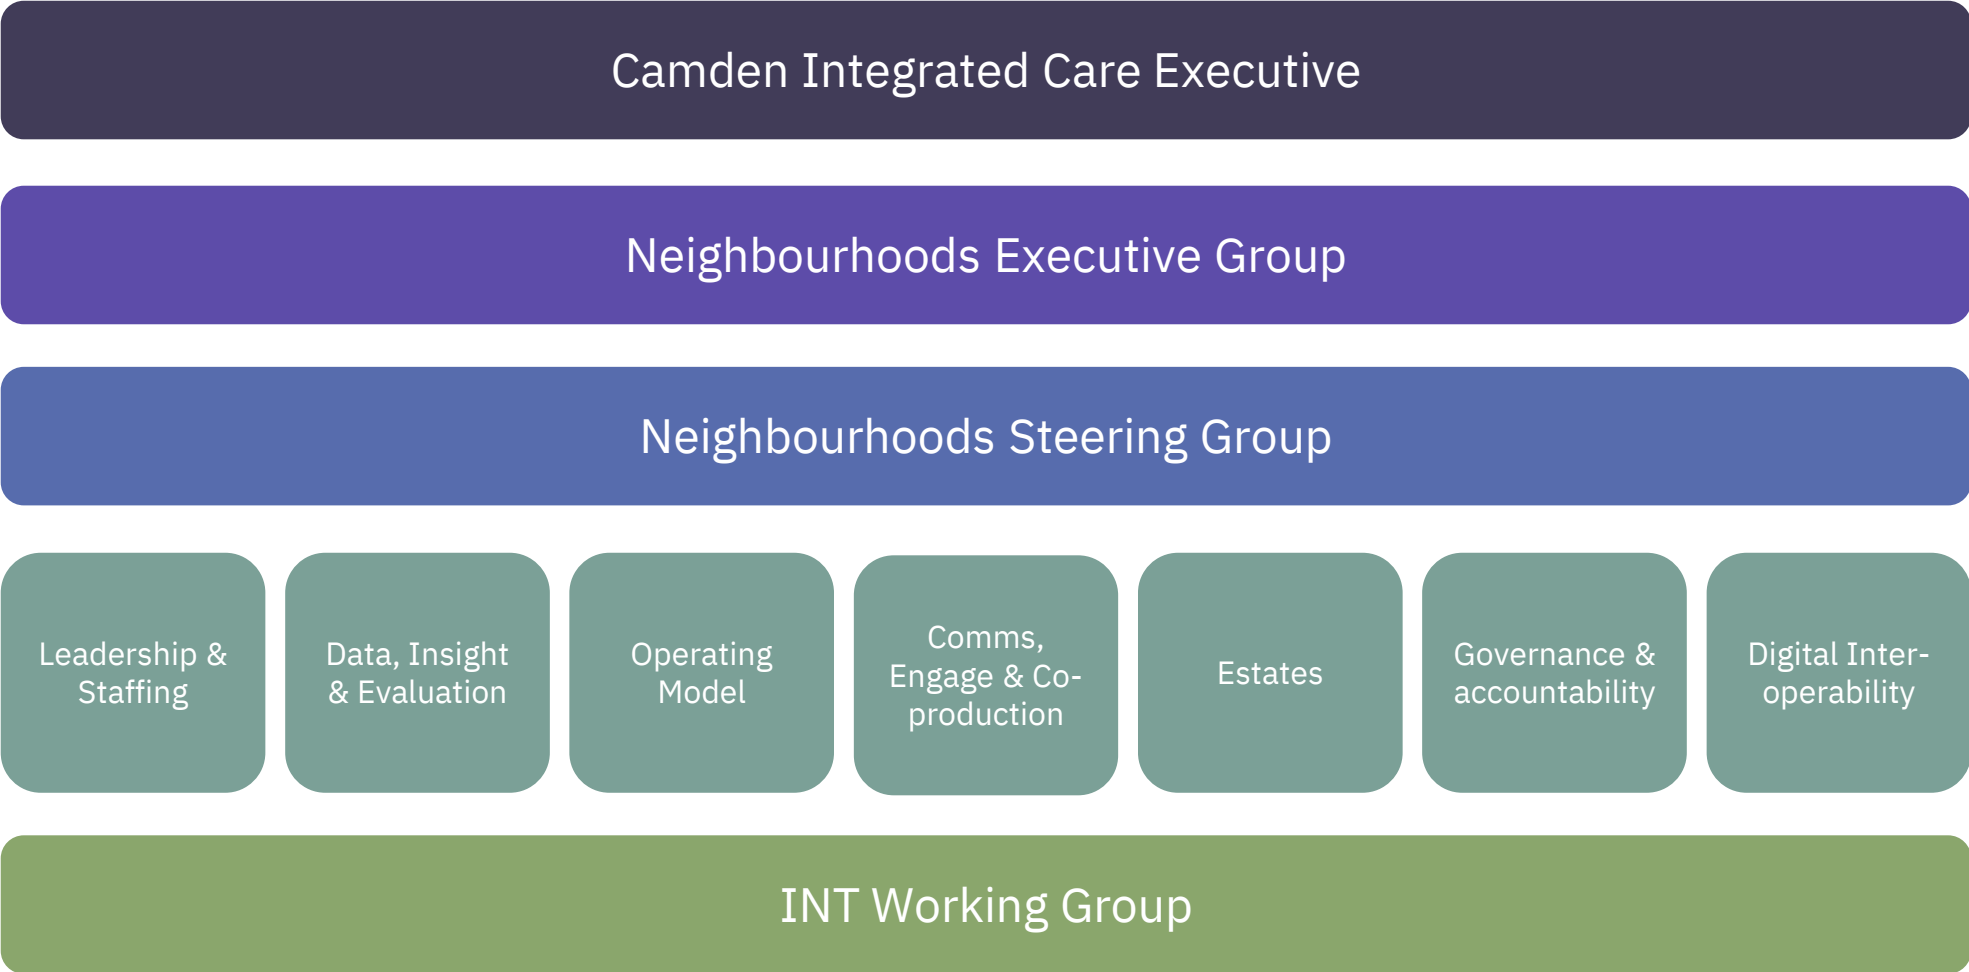 Camden Integrated Care Executive
Neighbourhoods Executive Group
Neighbourhoods Steering Group
Leadership &
Staffing
Data, Insight
& Evaluation
Operating
Model
Comms,
Engage & Co-
production
Estates
Governance &
accountability
Digital Inter-
operability
INT Working Group